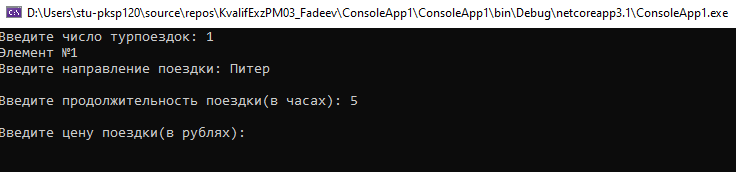 D:\Users\stu-pksp120\source\repos\KvalifExzPM03_Fadeev\ConsoleApp1\ConsoleApp1\bin\Debug\netcoreapp3.1\ConsoleApp1.exe
Введите число турпоездок: 1
Элемент №1
Введите направление поездки: Питер
Введите продолжительность поездки(в часах): 5
Введите цену поездки(в рублях):